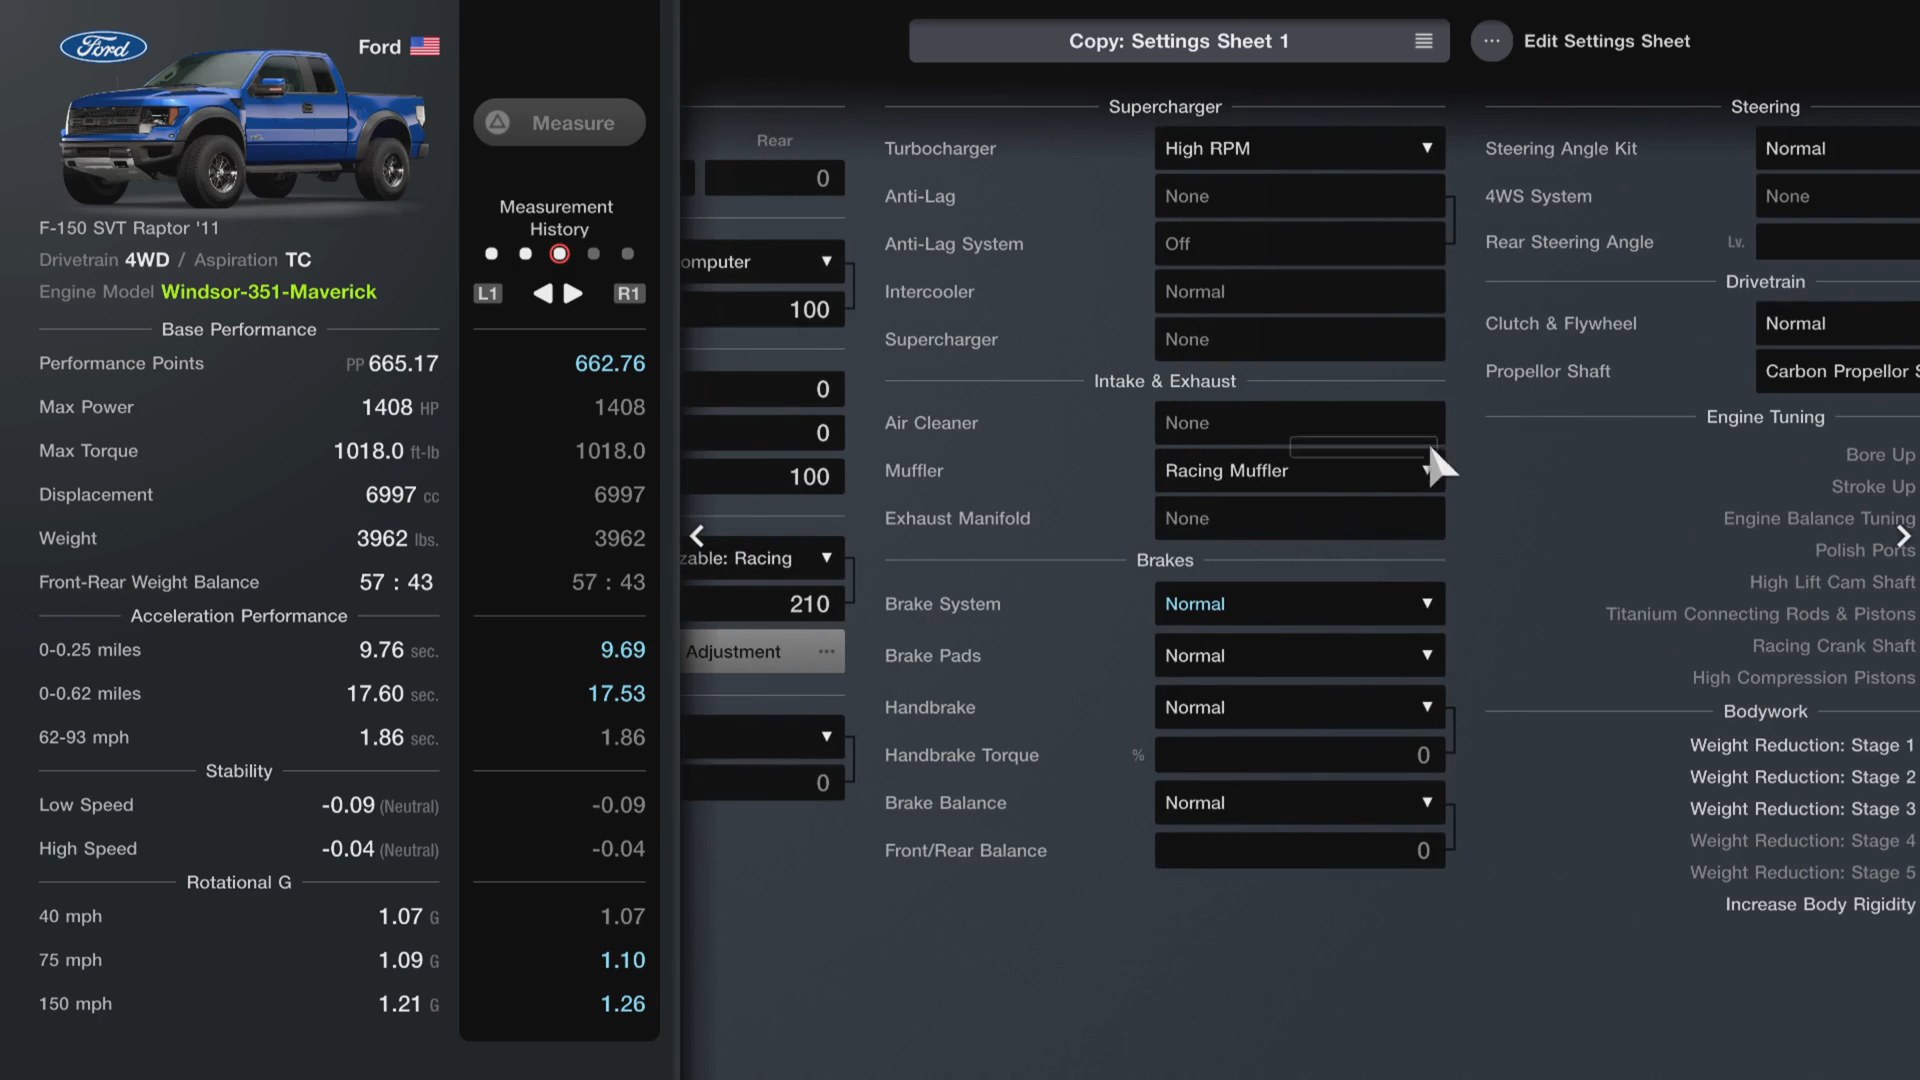 Ford
Ford
F-150 SVT Raptor '11
Drivetrain 4WD / Aspiration TC
Engine Model Windsor-351-Maverick
Base Performance
Performance Points PP 665.17
Max Power 1408 HP
Max Torque 1018.0 ft-lb
Displacement 6997 cc
Weight 3962 lbs.
Front-Rear Weight Balance 57 : 43
Acceleration Performance
0-0.25 miles 9.76 sec.
0-0.62 miles 17.60 sec.
62-93 mph 1.86 sec.
Stability
Low Speed -0.09 (Neutral)
High Speed -0.04 (Neutral)
Rotational G
40 mph 1.07 G
75 mph 1.09 G
150 mph 1.21 G
Measure
Measurement
History
L1 R1
662.76
1408
1018.0
6997
3962
57 : 43
9.69
17.53
1.86
-0.09
-0.04
1.07
1.10
1.26
Copy: Settings Sheet 1
Edit Settings Sheet
Rear
0
omputer
100
0
0
100
zable: Racing
210
Adjustment
0
Supercharger
Turbocharger High RPM
Anti-Lag None
Anti-Lag System Off
Intercooler Normal
Supercharger None
Intake & Exhaust
Air Cleaner None
Muffler Racing Muffler
Exhaust Manifold None
Brakes
Brake System Normal
Brake Pads Normal
Handbrake Normal
Handbrake Torque % 0
Brake Balance Normal
Front/Rear Balance 0
Steering
Steering Angle Kit Normal
4WS System None
Rear Steering Angle Lv.
Drivetrain
Clutch & Flywheel Normal
Propellor Shaft Carbon Propellor S
Engine Tuning
Bore Up
Stroke Up
Engine Balance Tuning
Polish Ports
High Lift Cam Shaft
Titanium Connecting Rods & Pistons
Racing Crank Shaft
High Compression Pistons
Bodywork
Weight Reduction: Stage 1
Weight Reduction: Stage 2
Weight Reduction: Stage 3
Weight Reduction: Stage 4
Weight Reduction: Stage 5
Increase Body Rigidity